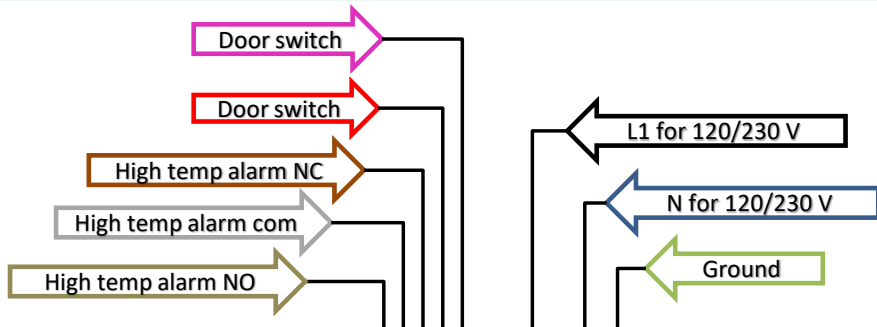 Door switch
Door switch
High temp alarm NC
High temp alarm com
High temp alarm NO
L1 for 120/230 V
N for 120/230 V
Ground